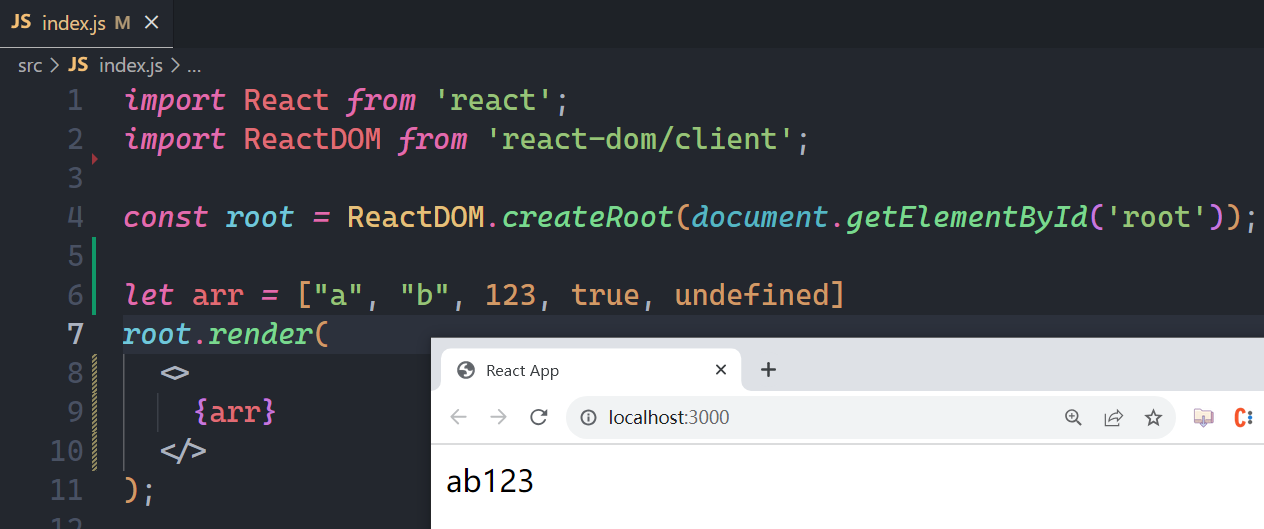 JS index.js M ×
src > JS index.js > ...
1 import React from 'react';
2 import ReactDOM from 'react-dom/client';
3
4 const root = ReactDOM.createRoot(document.getElementById('root'));
5
6 let arr = ["a", "b", 123, true, undefined]
7 root.render(
8 <>
9 {arr}
10 </>
11 );
12
React App
localhost:3000
ab123